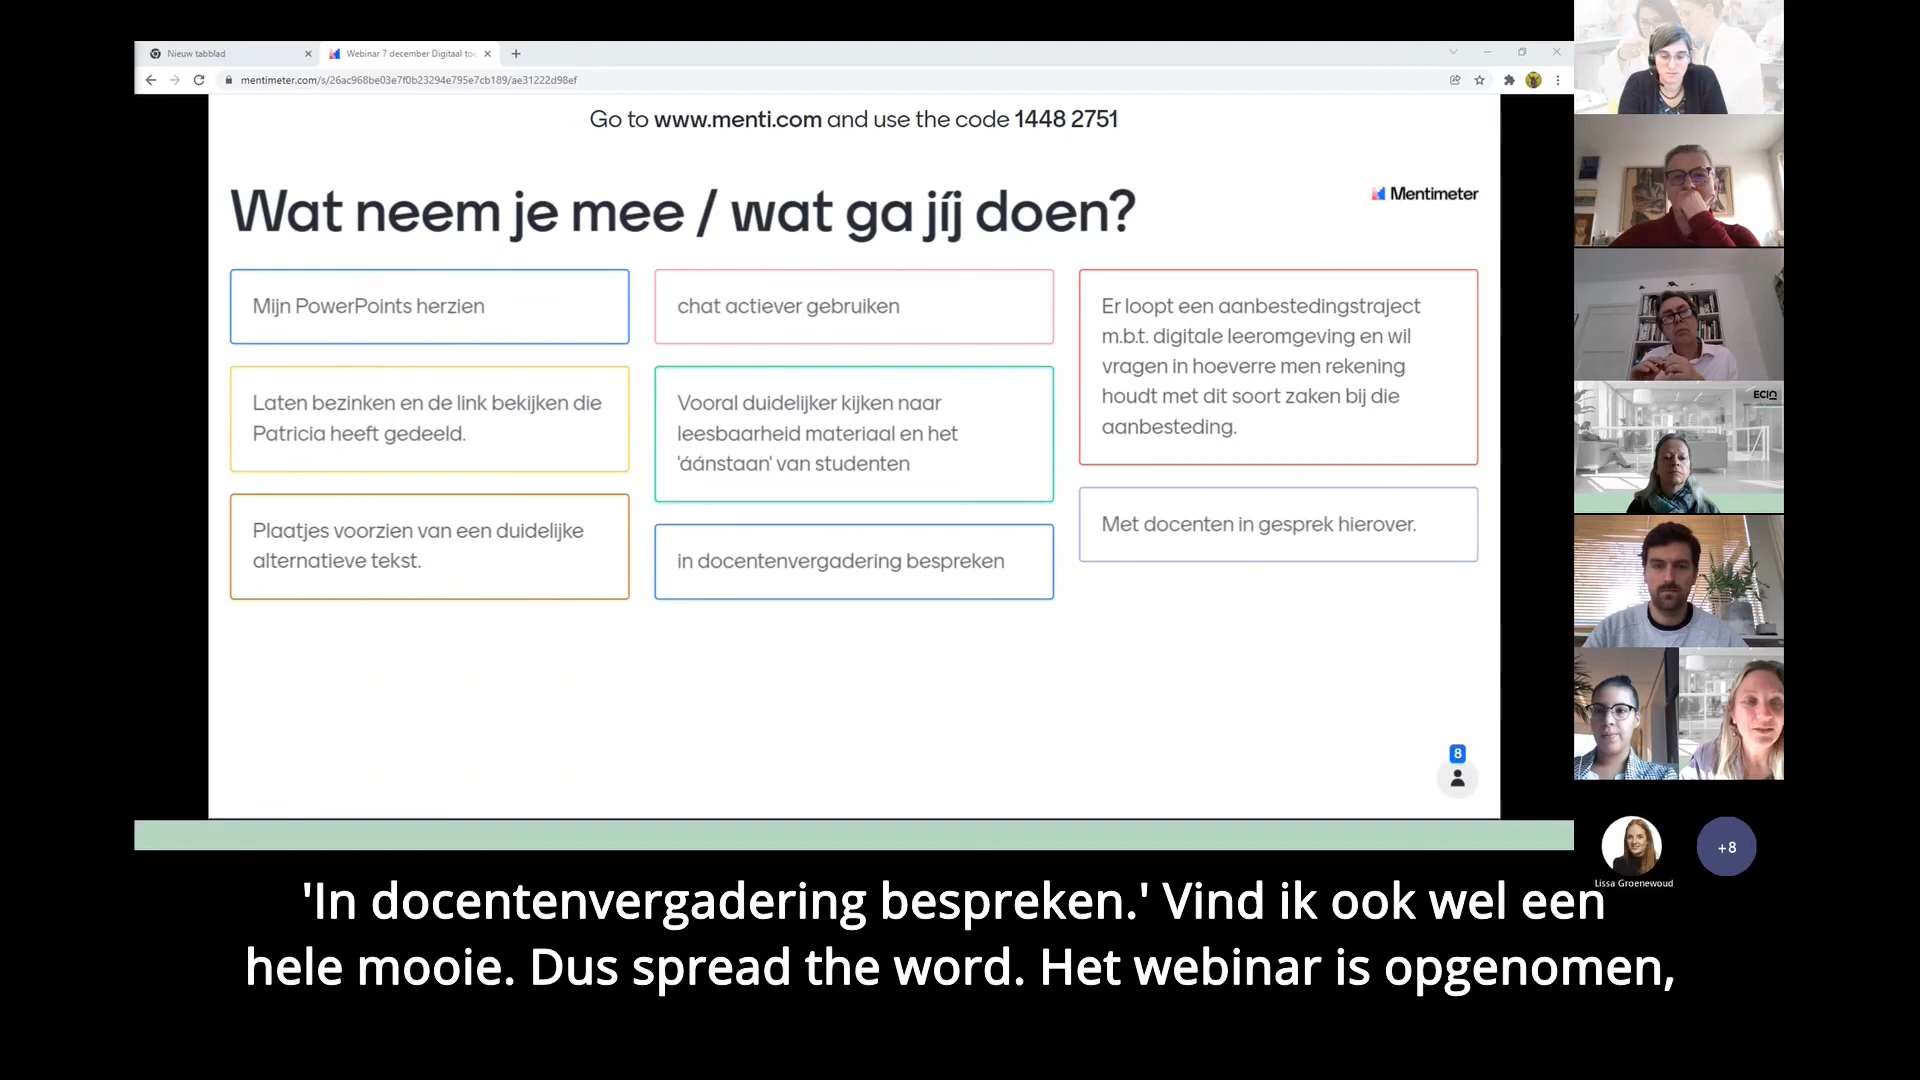 Nieuw tabblad
Webinar 7 december Digitaal toe
mentimeter.com/s/26ac968be03e7f0b23294e795e7cb189/ae31222d98ef
Go to www.menti.com and use the code 1448 2751
Wat neem je mee / wat ga jíj doen?
Mentimeter
Mijn PowerPoints herzien
Laten bezinken en de link bekijken die
Patricia heeft gedeeld.
Plaatjes voorzien van een duidelijke
alternatieve tekst.
chat actiever gebruiken
Vooral duidelijker kijken naar
leesbaarheid materiaal en het
'áánstaan' van studenten
in docentenvergadering bespreken
Er loopt een aanbestedingstraject
m.b.t. digitale leeromgeving en wil
vragen in hoeverre men rekening
houdt met dit soort zaken bij die
aanbesteding.
Met docenten in gesprek hierover.
8
ECIO
Lissa Groenewoud
+8
'In docentenvergadering bespreken.' Vind ik ook wel een
hele mooie. Dus spread the word. Het webinar is opgenomen,